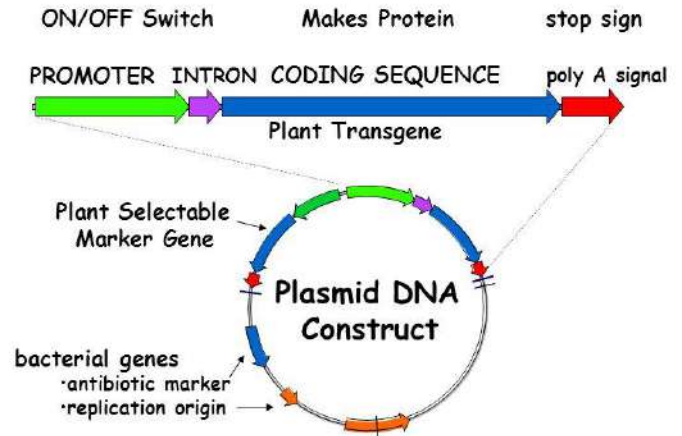 ON/OFF Switch Makes Protein stop sign
PROMOTER INTRON CODING SEQUENCE poly A signal
Plant Transgene
Plant Selectable
Marker Gene
Plasmid DNA
Construct
bacterial genes
•antibiotic marker
•replication origin